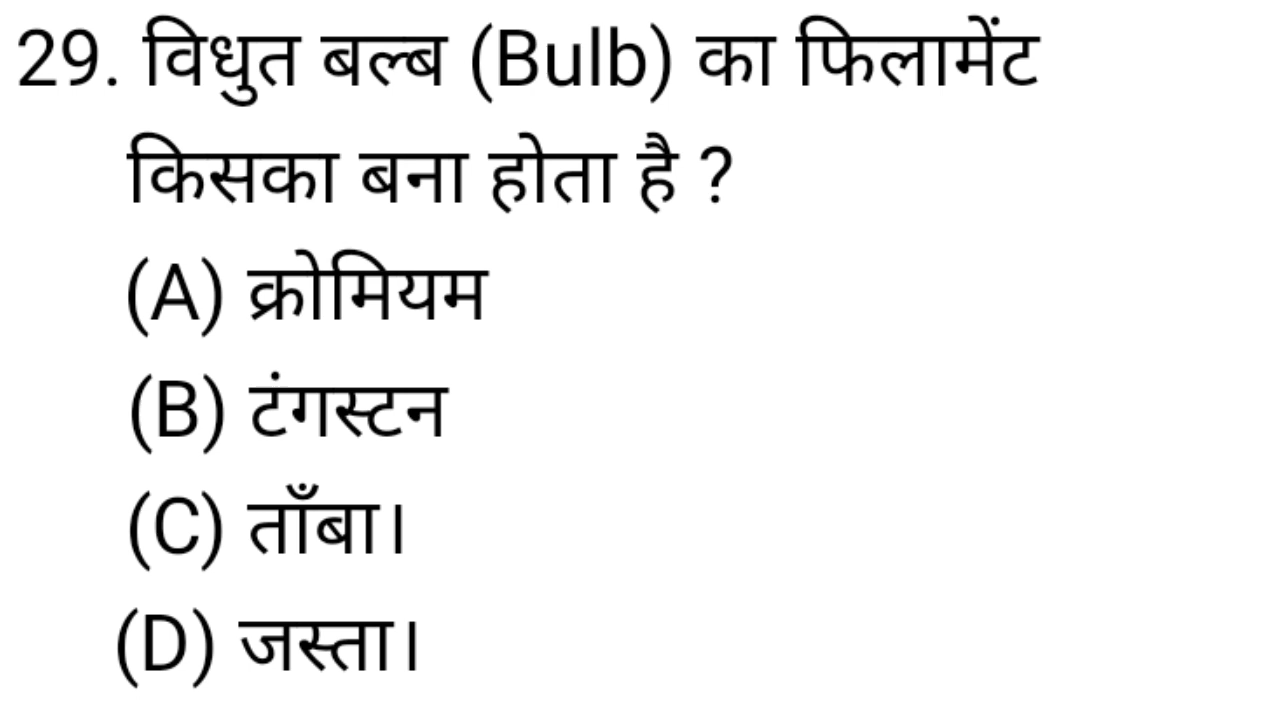 29. विधुत बल्ब (Bulb) का फिलामेंट
किसका बना होता है ?
(A) क्रोमियम
(B) टंगस्टन
(C) ताँबा।
(D) जस्ता।